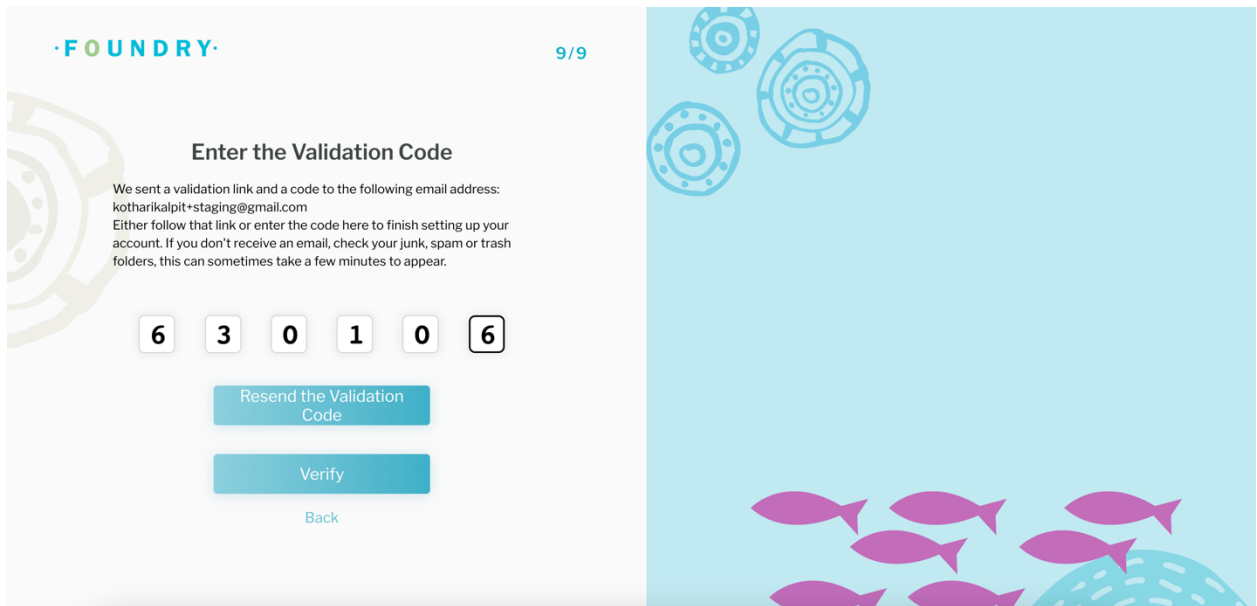 ·FOUNDRY·
9/9
Enter the Validation Code
We sent a validation link and a code to the following email address:
kotharikalpit+staging@gmail.com
Either follow that link or enter the code here to finish setting up your
account. If you don't receive an email, check your junk, spam or trash
folders, this can sometimes take a few minutes to appear.
6 3 0 1 0 6
Resend the Validation
Code
Verify
Back